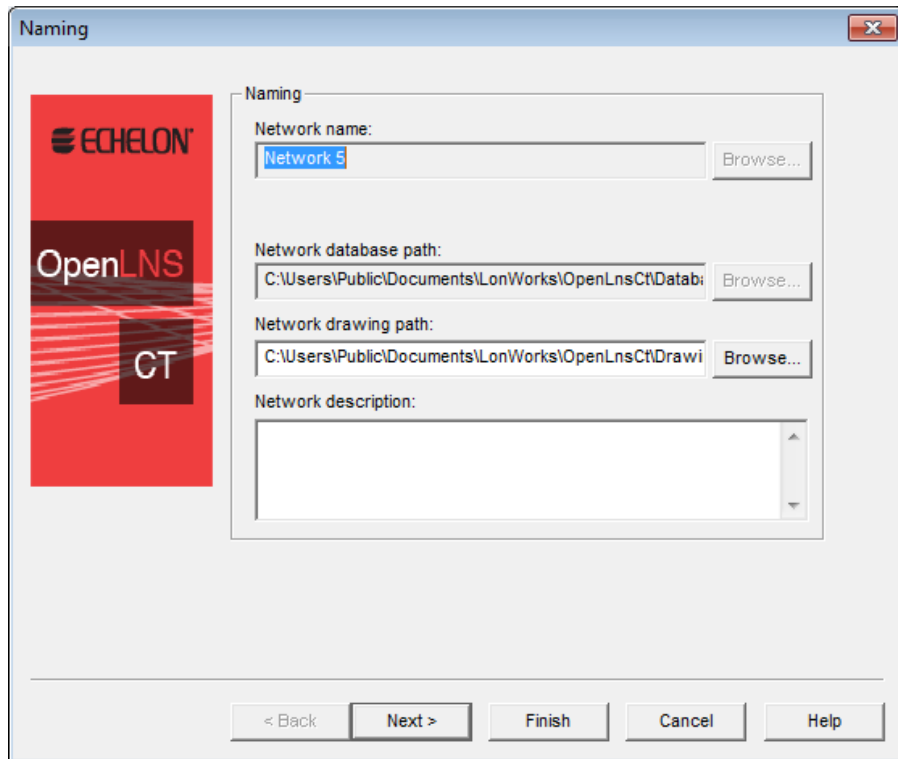 Naming
ECHELON
OpenLNS
CT
Naming
Network name:
Network 5
Browse...
Network database path:
C:\Users\Public\Documents\LonWorks\OpenLnsCt\Databa
Browse...
Network drawing path:
C:\Users\Public\Documents\LonWorks\OpenLnsCt\Drawi
Browse...
Network description:
< Back
Next >
Finish
Cancel
Help